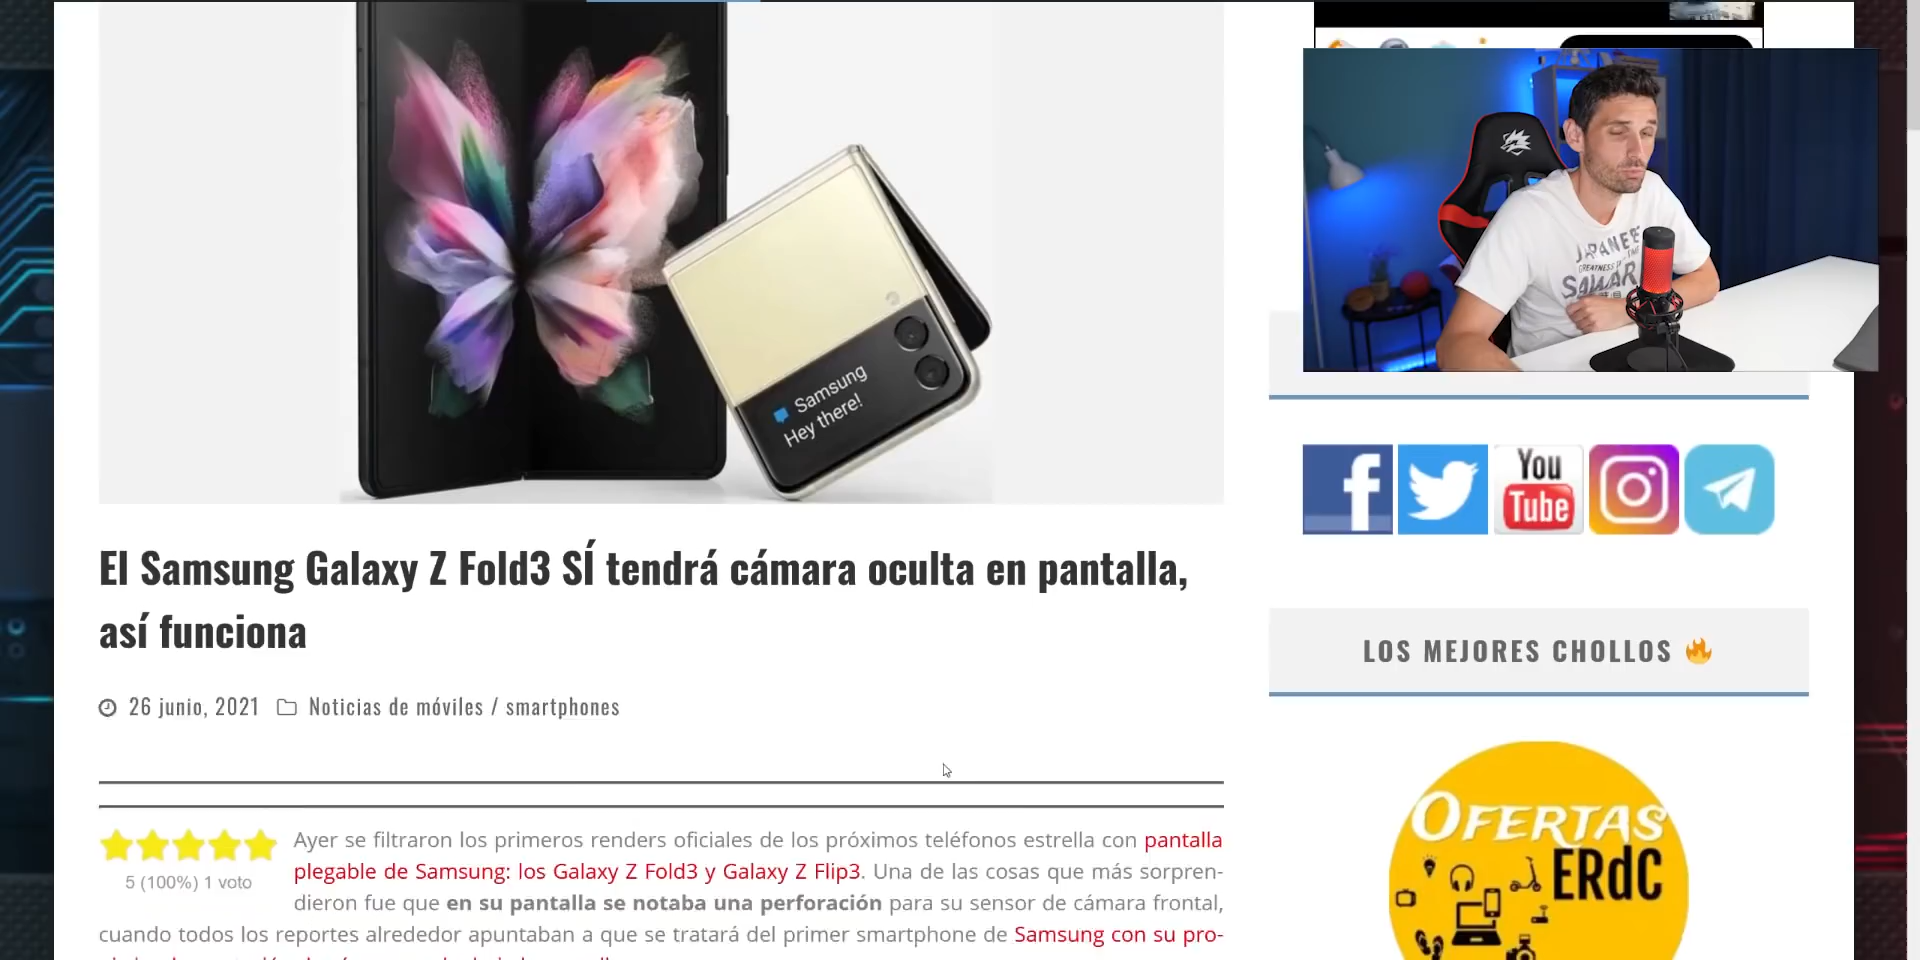 Samsung
Hey there!
JAPANESE
GREATNESS
SAMURAI
El Samsung Galaxy Z Fold3 SÍ tendrá cámara oculta en pantalla,
así funciona
26 junio, 2021 Noticias de móviles / smartphones
5 (100%) 1 voto
Ayer se filtraron los primeros renders oficiales de los próximos teléfonos estrella con pantalla
plegable de Samsung: los Galaxy Z Fold3 y Galaxy Z Flip3. Una de las cosas que más sorpren-
dieron fue que en su pantalla se notaba una perforación para su sensor de cámara frontal,
cuando todos los reportes alrededor apuntaban a que se tratará del primer smartphone de Samsung con su pro-
You
Tube
LOS MEJORES CHOLLOS
OFERTAS
ERdC